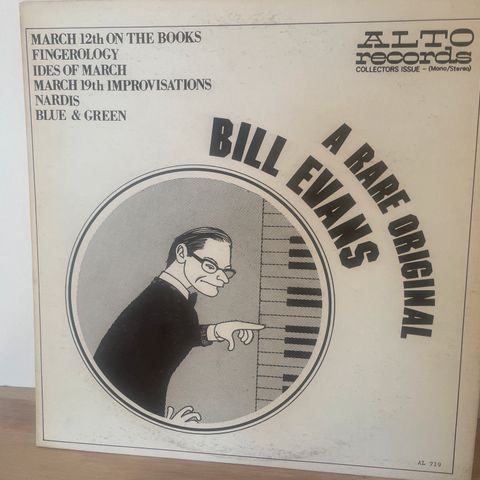 MARCH 12th ON THE BOOKS
FINGEROLOGY
IDES OF MARCH
MARCH 19th IMPROVISATIONS
NARDIS
BLUE & GREEN
ALTO
records
COLLECTORS ISSUE - (Mono/Stereo)
A RARE ORIGINAL
BILL EVANS
AL 719